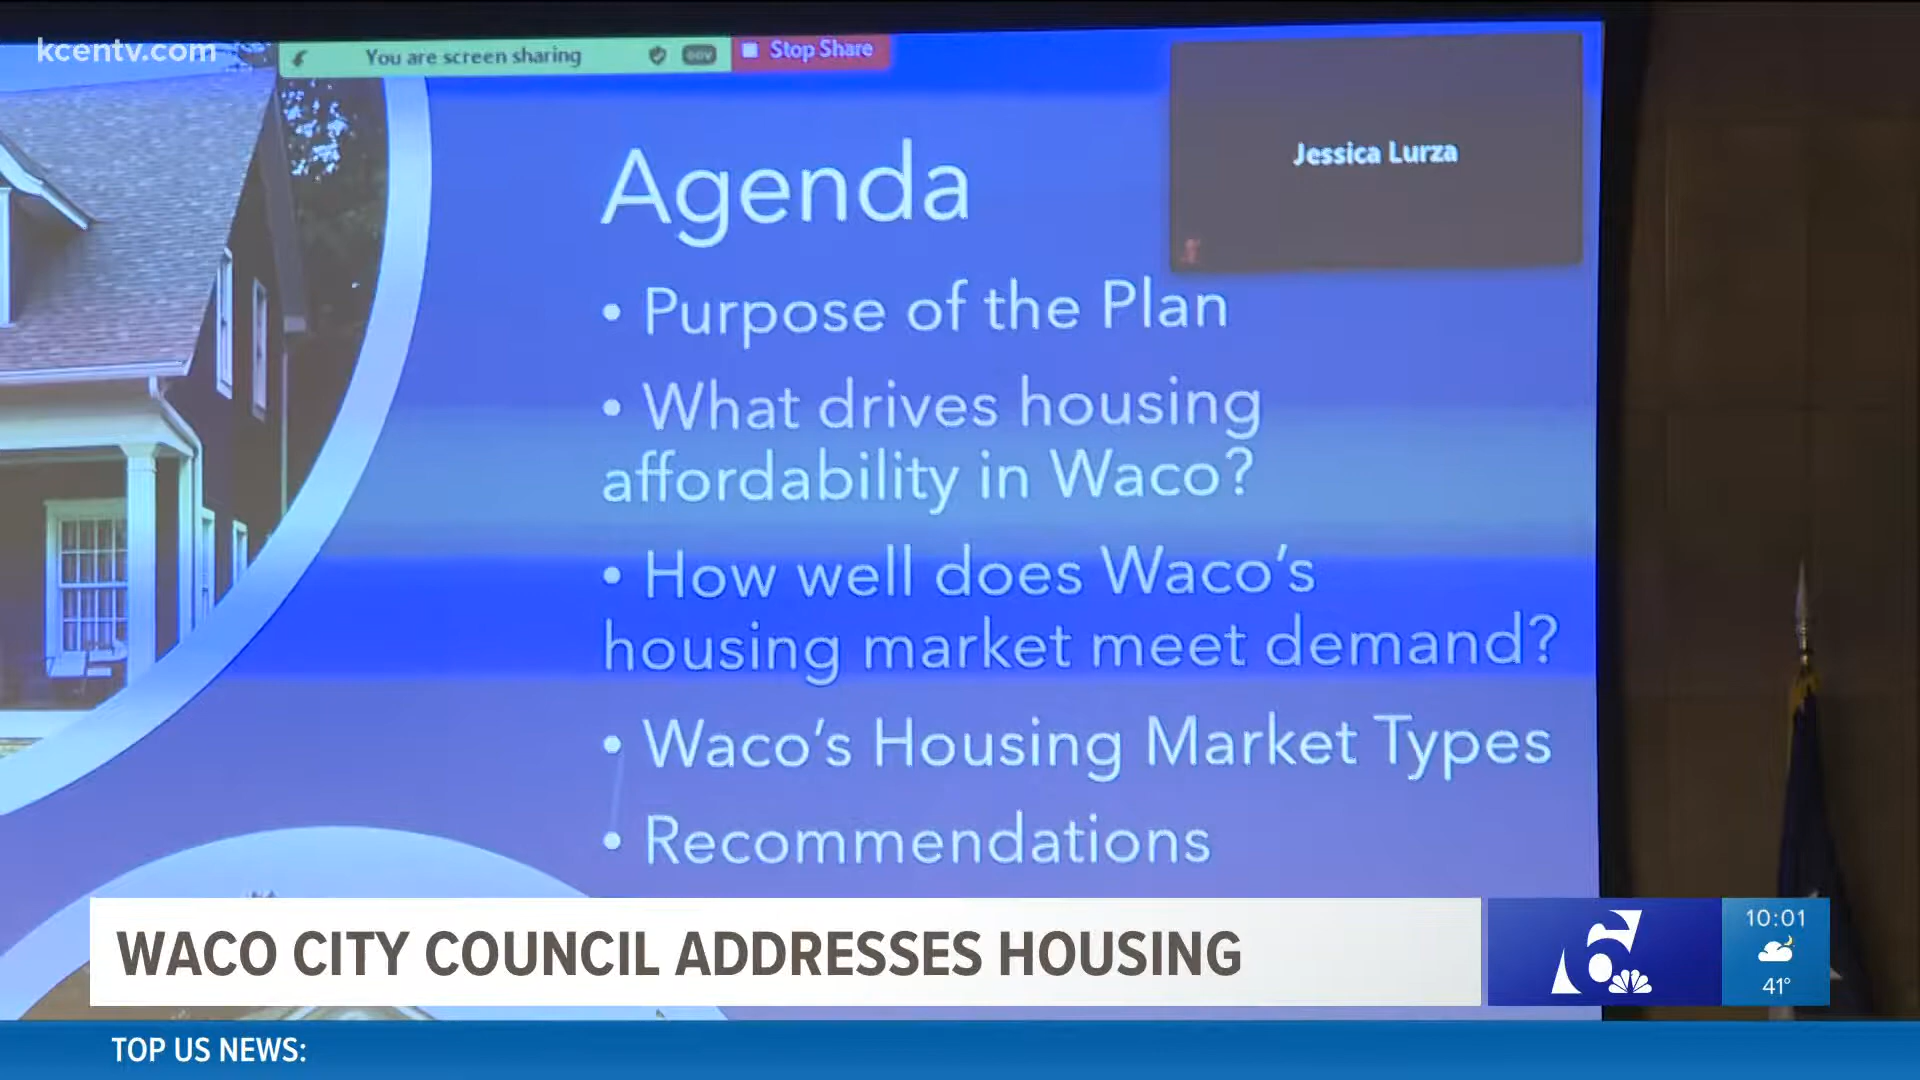 kcentv.com
You are screen sharing
Stop Share
Jessica Lurza
Agenda
• Purpose of the Plan
• What drives housing
affordability in Waco?
• How well does Waco's
housing market meet demand?
• Waco's Housing Market Types
• Recommendations
WACO CITY COUNCIL ADDRESSES HOUSING
6
10:01
41°
TOP US NEWS: